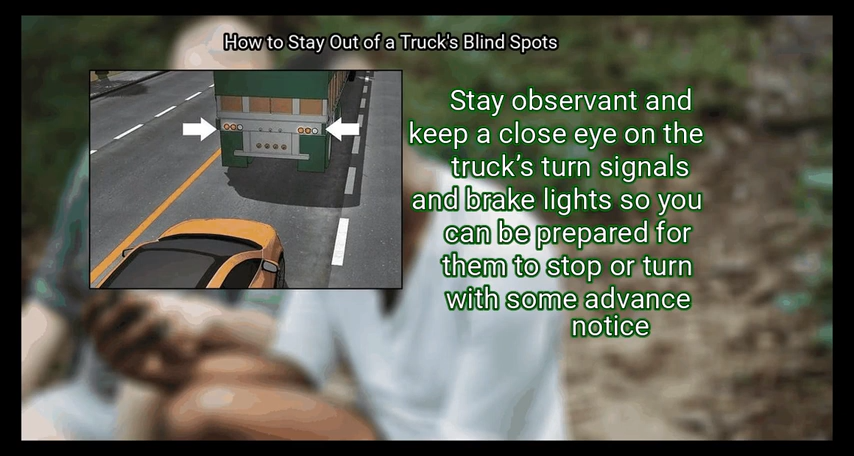 How to Stay Out of a Truck's Blind Spots
Stay observant and
keep a close eye on the
truck’s turn signals
and brake lights so you
can be prepared for
them to stop or turn
with some advance
notice